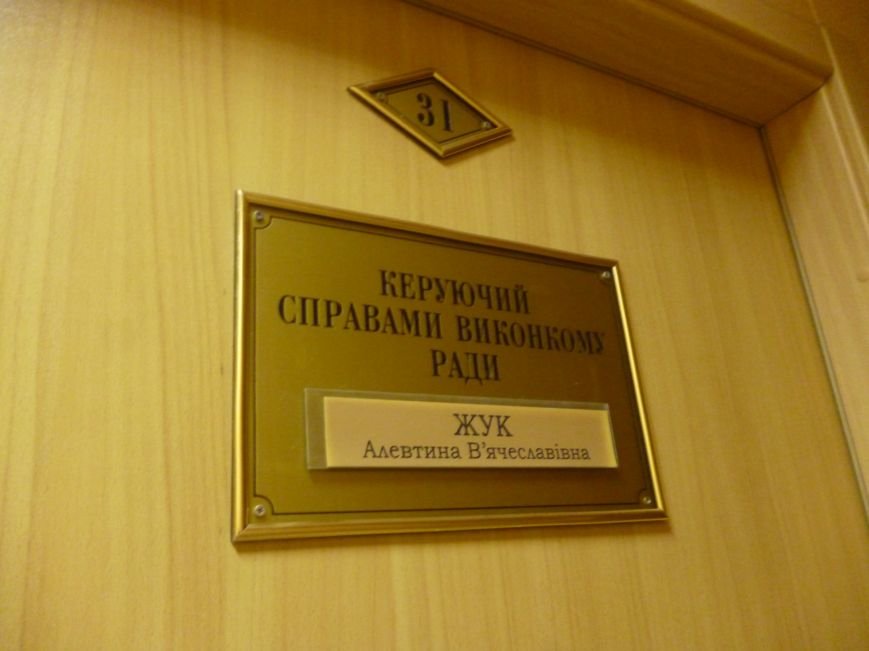 31
КЕРУЮЧИЙ
СПРАВАМИ ВИКОНКОМУ
РАДИ
ЖУК
Алевтина В'ячеславівна